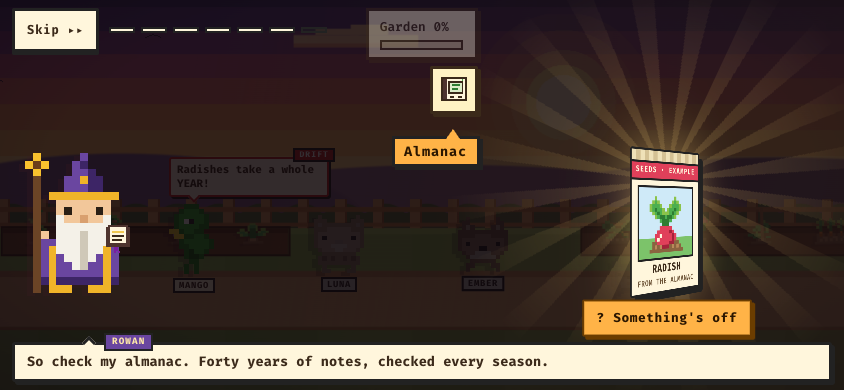 Skip ▸▸
Garden 0%
Almanac
DRIFT
Radishes take a whole
YEAR!
SEEDS · EXAMPLE
RADISH
FROM THE ALMANAC
MANGO
LUNA
EMBER
? Something's off
ROWAN
So check my almanac. Forty years of notes, checked every season.